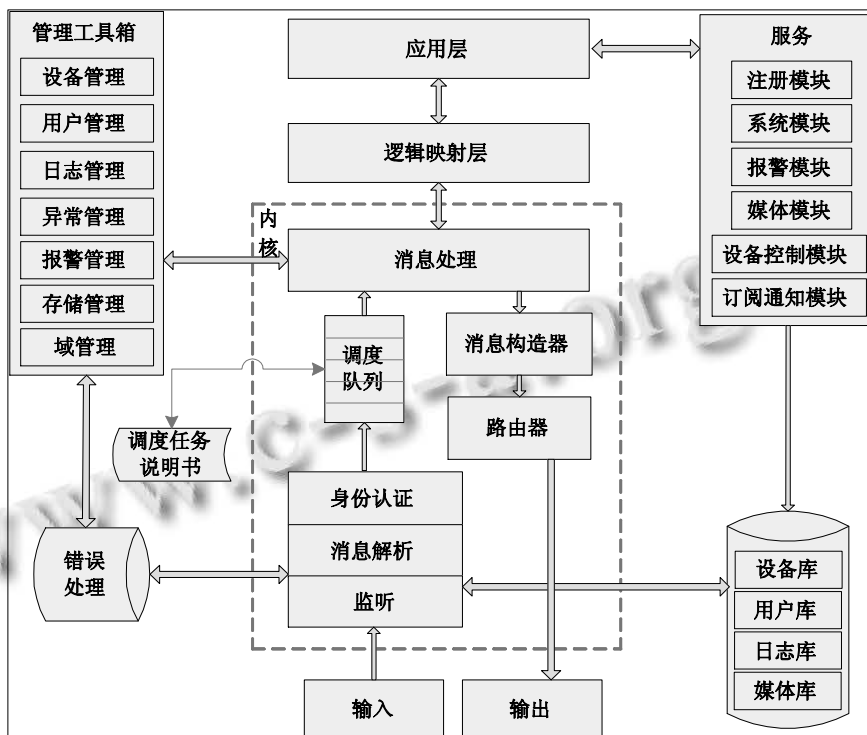 管理工具箱
设备管理
用户管理
日志管理
异常管理
报警管理
存储管理
域管理
应用层
逻辑映射层
内
核
消息处理
调度
队列
消息构造器
路由器
调度任务
说明书
身份认证
消息解析
监听
错误
处理
输入
输出
服务
注册模块
系统模块
报警模块
媒体模块
设备控制模块
订阅通知模块
设备库
用户库
日志库
媒体库
www.c-s-a.org